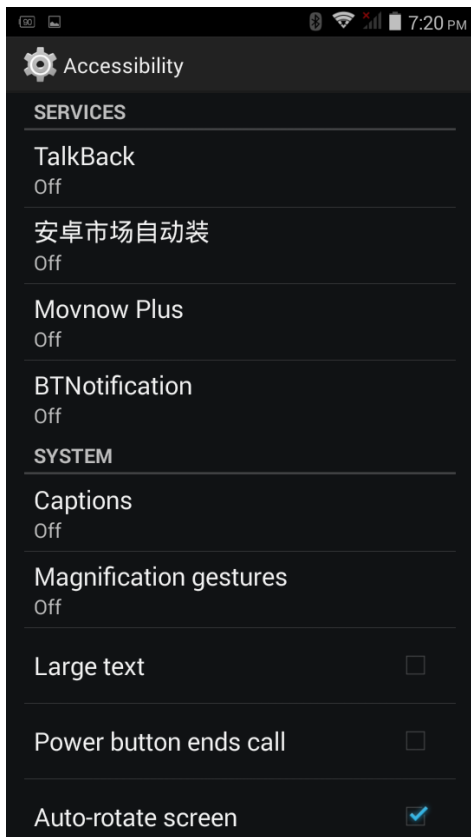 90
7:20 PM
Accessibility
SERVICES
TalkBack
Off
安卓市场自动装
Off
Movnow Plus
Off
BTNotification
Off
SYSTEM
Captions
Off
Magnification gestures
Off
Large text
Power button ends call
Auto-rotate screen